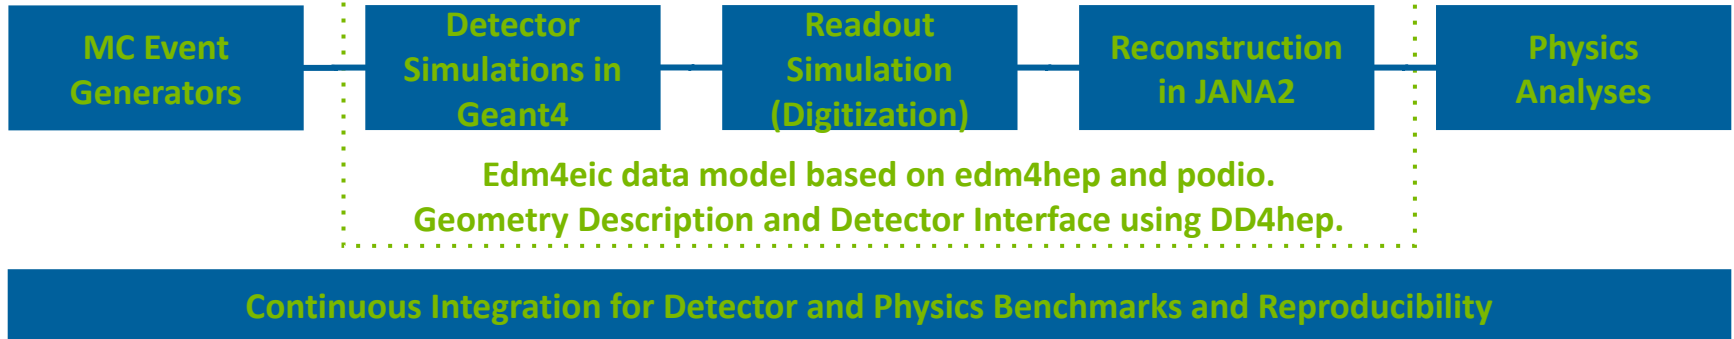 MC Event
Generators
Detector
Simulations in
Geant4
Readout
Simulation
(Digitization)
Reconstruction
in JANA2
Physics
Analyses
Edm4eic data model based on edm4hep and podio.
Geometry Description and Detector Interface using DD4hep.
Continuous Integration for Detector and Physics Benchmarks and Reproducibility